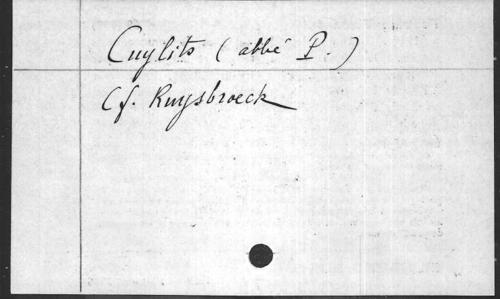 Cuylits (abbé P.)
Cf. Ruysbroeck